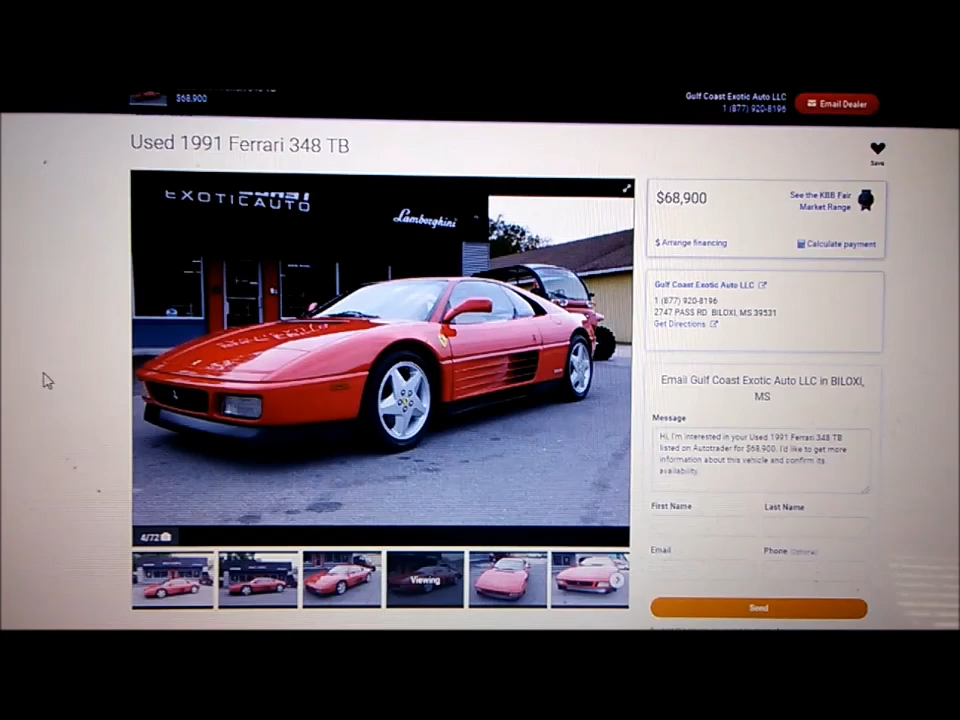 $68,900
Gulf Coast Exotic Auto LLC
1 (877) 920-8196
Email Dealer
Used 1991 Ferrari 348 TB
Save
EXOTIC AUTO
Lamborghini
4/72
Viewing
$68,900
See the KBB Fair
Market Range
$ Arrange financing
Calculate payment
Gulf Coast Exotic Auto LLC
1 (877) 920-8196
2747 PASS RD BILOXI, MS 39531
Get Directions
Email Gulf Coast Exotic Auto LLC in BILOXI,
MS
Message
Hi, I'm interested in your Used 1991 Ferrari 348 TB
listed on Autotrader for $68,900. I'd like to get more
information about this vehicle and confirm its
availability.
First Name
Last Name
Email
Phone (Optional)
Send